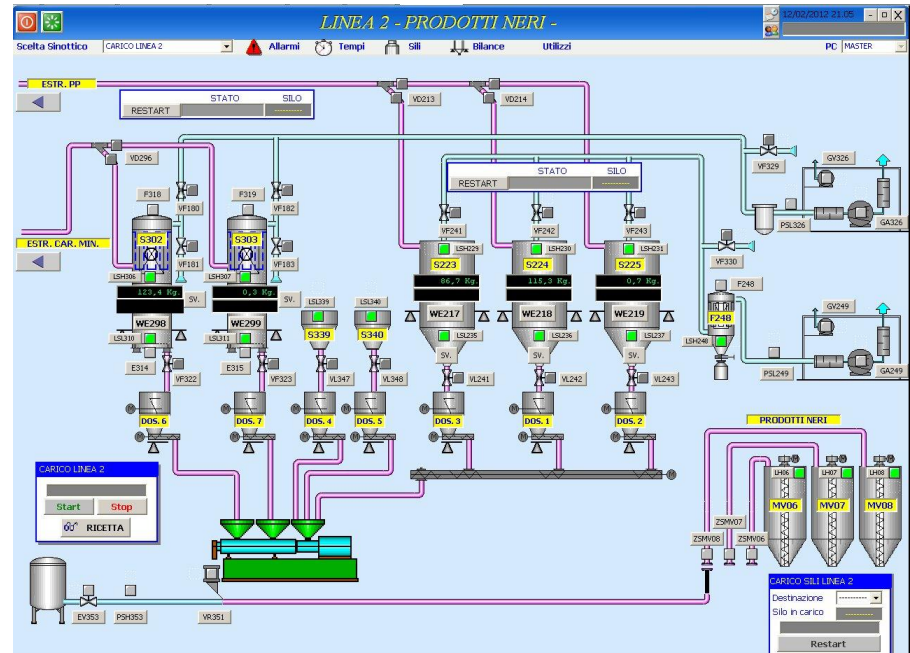 LINEA 2 - PRODOTTI NERI -
12/02/2012 21.05
Scelta Sinottico CARICO LINEA 2 Allarmi Tempi Sili Bilance Utilizzi PC MASTER
ESTR. PP
STATO SILO
RESTART ----------
VD213 VD214
VD296
VF329 GV326
STATO SILO
RESTART ----------
F318 F319
VF180 VF182
PSL326 GA326
VF241 VF242 VF243
S302 S303
ESTR. CAR. MIN.
LSH229 LSH230 LSH231
VF181 VF183
S223 S224 S225
VF330
LSH306 LSH307
86,7 Kg. 115,3 Kg. 0,7 Kg.
F248 GV249
123,4 Kg. SV. 0,3 Kg. SV.
LSL339 LSL340
WE298 WE299
WE217 WE218 WE219
F248
S339 S340
LSL310 LSL311
LSL235 LSL236 LSL237
LSH248
SV. SV. SV.
E314 E315
PSL249 GA249
VF322 VF323 VL347 VL348 VL241 VL242 VL243
M M M M M M M
DOS. 6 DOS. 7 DOS. 4 DOS. 5 DOS. 3 DOS. 1 DOS. 2
PRODOTTI NERI
M M M
CARICO LINEA 2
LH06 LH07 LH08
Start Stop
RICETTA
MV06 MV07 MV08
ZSMV07
ZSMV08 ZSMV06
CARICO SILI LINEA 2
Destinazione ----------
Silo in carico ----------
EV353 PSH353 VR351
Restart